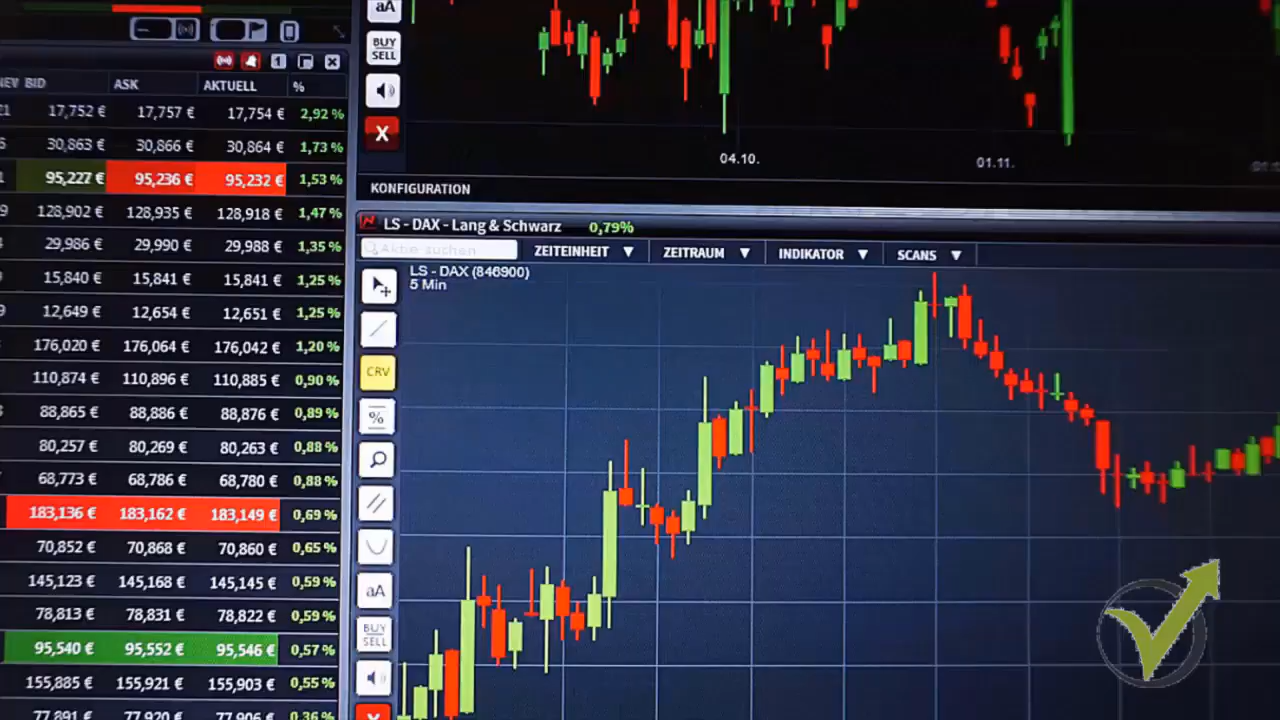 BID ASK AKTUELL %
17,752 € 17,757 € 17,754 € 2,92 %
30,863 € 30,866 € 30,864 € 1,73 %
95,227 € 95,236 € 95,232 € 1,53 %
128,902 € 128,935 € 128,918 € 1,47 %
29,986 € 29,990 € 29,988 € 1,35 %
15,840 € 15,841 € 15,841 € 1,25 %
12,649 € 12,654 € 12,651 € 1,25 %
176,020 € 176,064 € 176,042 € 1,20 %
110,874 € 110,896 € 110,885 € 0,90 %
88,865 € 88,886 € 88,876 € 0,89 %
80,257 € 80,269 € 80,263 € 0,88 %
68,773 € 68,786 € 68,780 € 0,88 %
183,136 € 183,162 € 183,149 € 0,69 %
70,852 € 70,868 € 70,860 € 0,65 %
145,123 € 145,168 € 145,145 € 0,59 %
78,813 € 78,831 € 78,822 € 0,59 %
95,540 € 95,552 € 95,546 € 0,57 %
155,885 € 155,921 € 155,903 € 0,55 %
77,891 € 77,920 € 77,906 € 0,36 %
aA
BUY
SELL
X
04.10.
01.11.
KONFIGURATION
LS - DAX - Lang & Schwarz 0,79%
Aktie suchen ZEITEINHEIT ZEITRAUM INDIKATOR SCANS
LS - DAX (846900)
5 Min
CRV
%
aA
BUY
SELL